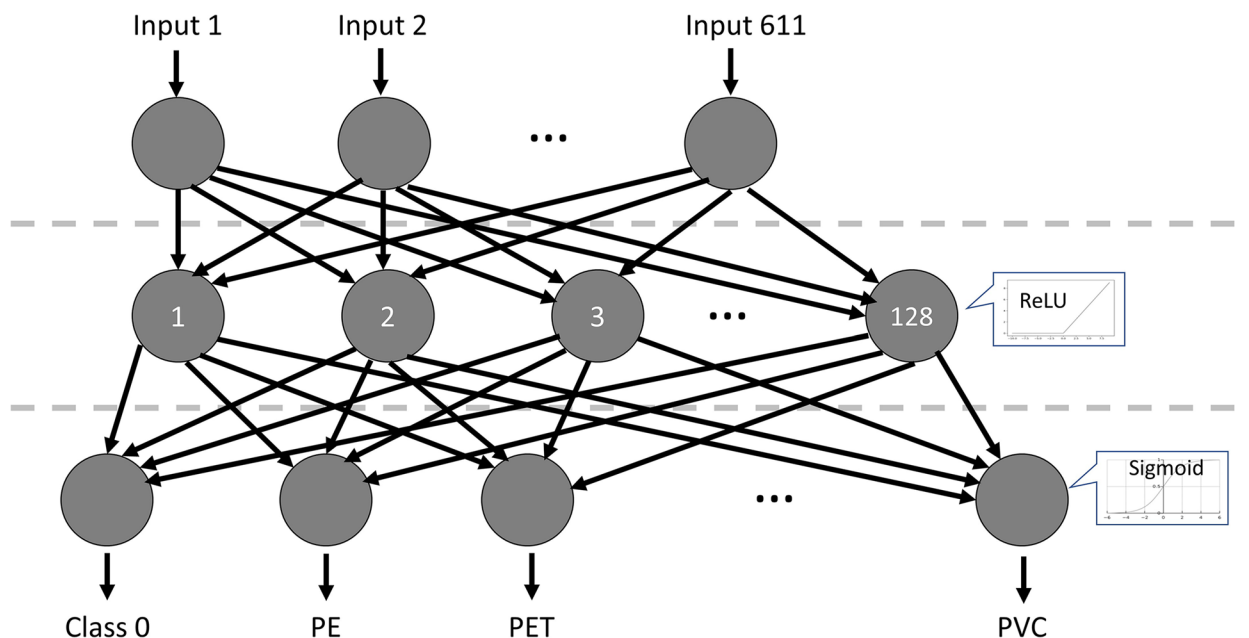 Input 1 Input 2 Input 611
...
1 2 3 ... 128
ReLU
Sigmoid
...
Class 0 PE PET PVC